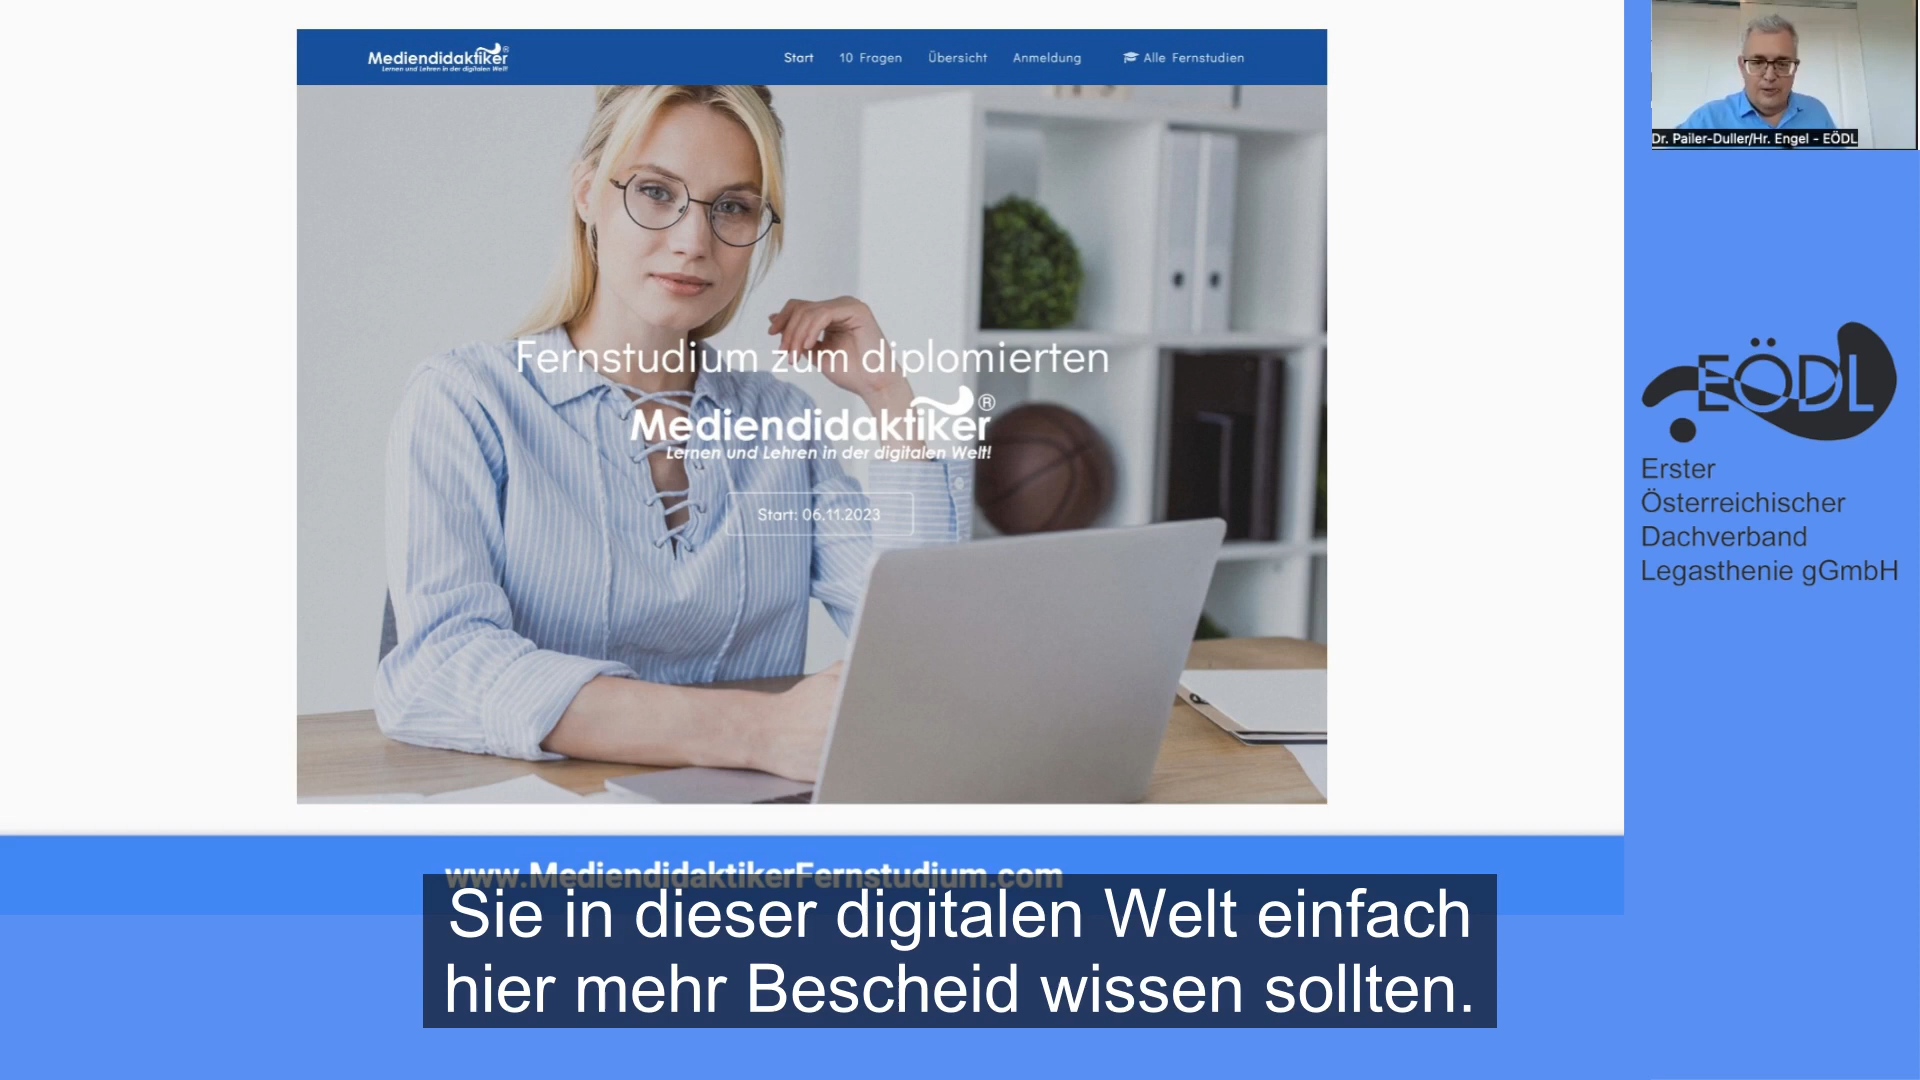 Mediendidaktiker®
Lernen und Lehren in der digitalen Welt!
Start
10 Fragen
Übersicht
Anmeldung
Alle Fernstudien
Dr. Pailer-Duller/Hr. Engel - EÖDL
Fernstudium zum diplomierten
Mediendidaktiker®
Lernen und Lehren in der digitalen Welt!
Start: 06.11.2023
EÖDL
Erster
Österreichischer
Dachverband
Legasthenie gGmbH
www.MediendidaktikerFernstudium.com
Sie in dieser digitalen Welt einfach
hier mehr Bescheid wissen sollten.